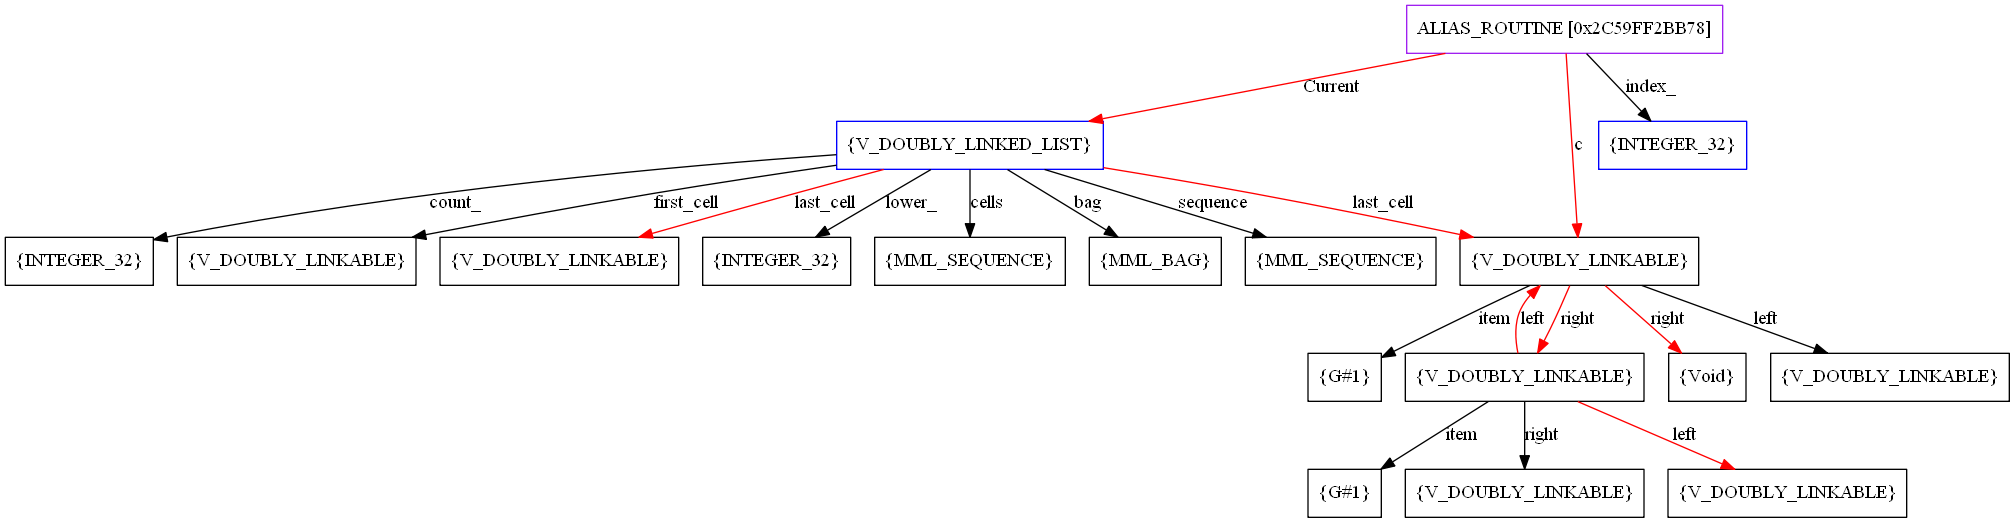 ALIAS_ROUTINE [0x2C59FF2BB78]
Current
index_
{V_DOUBLY_LINKED_LIST}
c
{INTEGER_32}
count_
first_cell
last_cell
lower_
cells
bag
sequence
last_cell
{INTEGER_32}
{V_DOUBLY_LINKABLE}
{V_DOUBLY_LINKABLE}
{INTEGER_32}
{MML_SEQUENCE}
{MML_BAG}
{MML_SEQUENCE}
{V_DOUBLY_LINKABLE}
item
left
right
right
left
{G#1}
{V_DOUBLY_LINKABLE}
{Void}
{V_DOUBLY_LINKABLE}
item
right
left
{G#1}
{V_DOUBLY_LINKABLE}
{V_DOUBLY_LINKABLE}